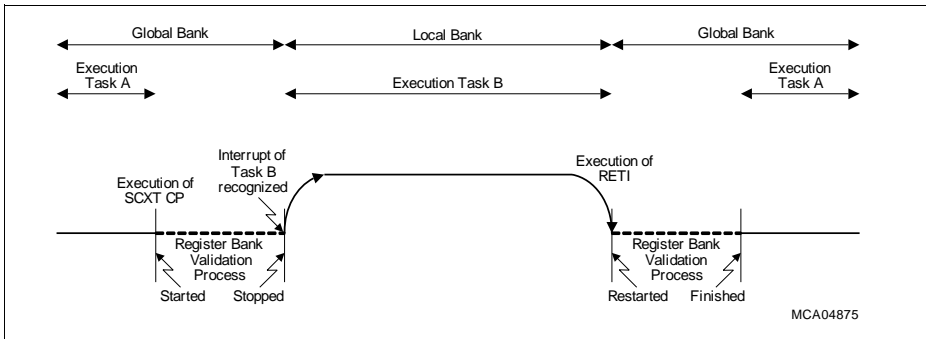 Global Bank
Local Bank
Global Bank
Execution
Task A
Execution Task B
Execution
Task A
Interrupt of
Task B
recognized
Execution of
RETI
Execution of
SCXT CP
Register Bank
Validation
Process
Register Bank
Validation
Process
Started
Stopped
Restarted
Finished
MCA04875